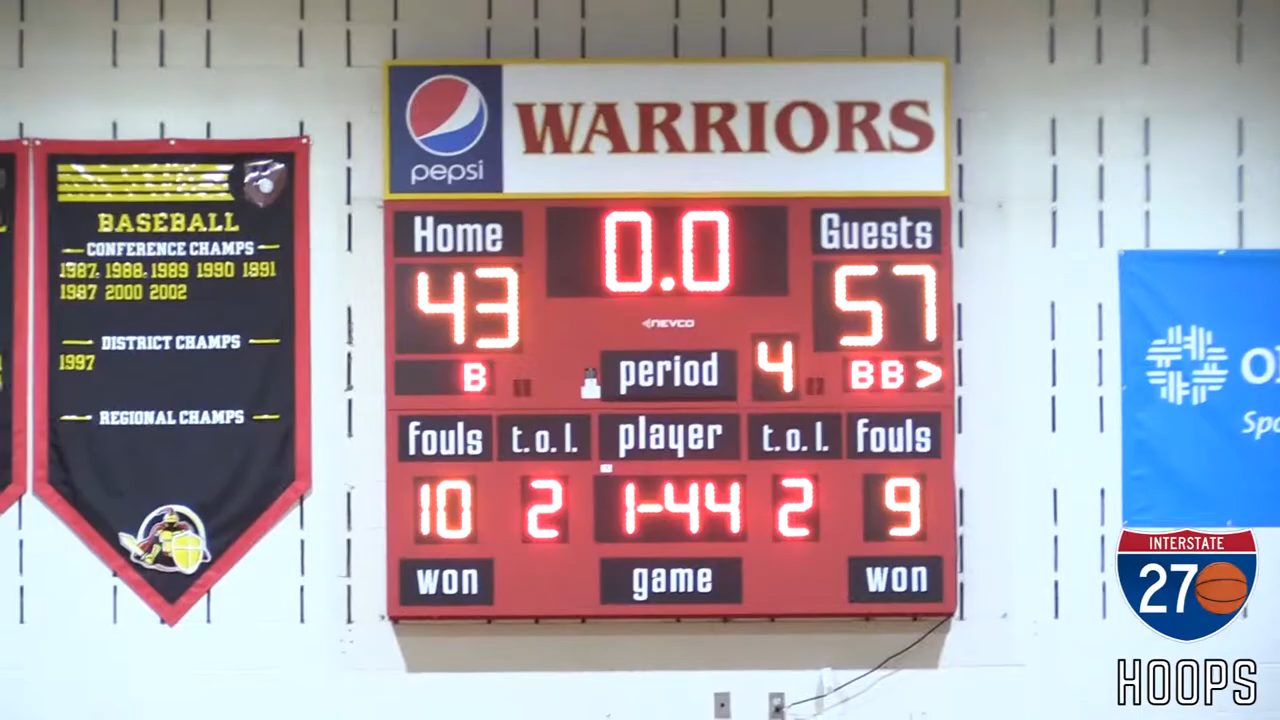 BASEBALL
CONFERENCE CHAMPS
1987 1988 1989 1990 1991
1997 2000 2002
DISTRICT CHAMPS
1997
REGIONAL CHAMPS
pepsi
WARRIORS
Home
0.0
Guests
43
57
NEVCO
B
period
4
BB >
fouls
t.o.l.
player
t.o.l.
fouls
10
2
1-44
2
9
won
game
won
INTERSTATE
270
HOOPS